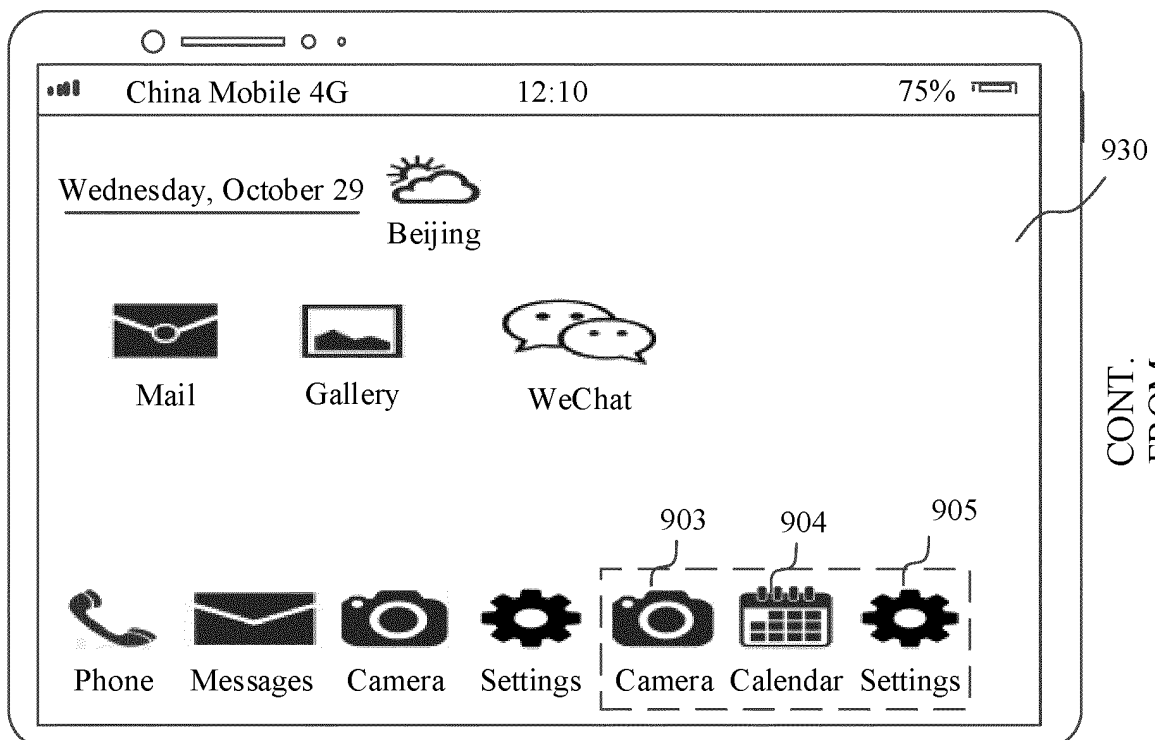 China Mobile 4G 12:10 75%
930
Wednesday, October 29
Beijing
Mail Gallery WeChat
CONT.
903 904 905
Phone Messages Camera Settings Camera Calendar Settings